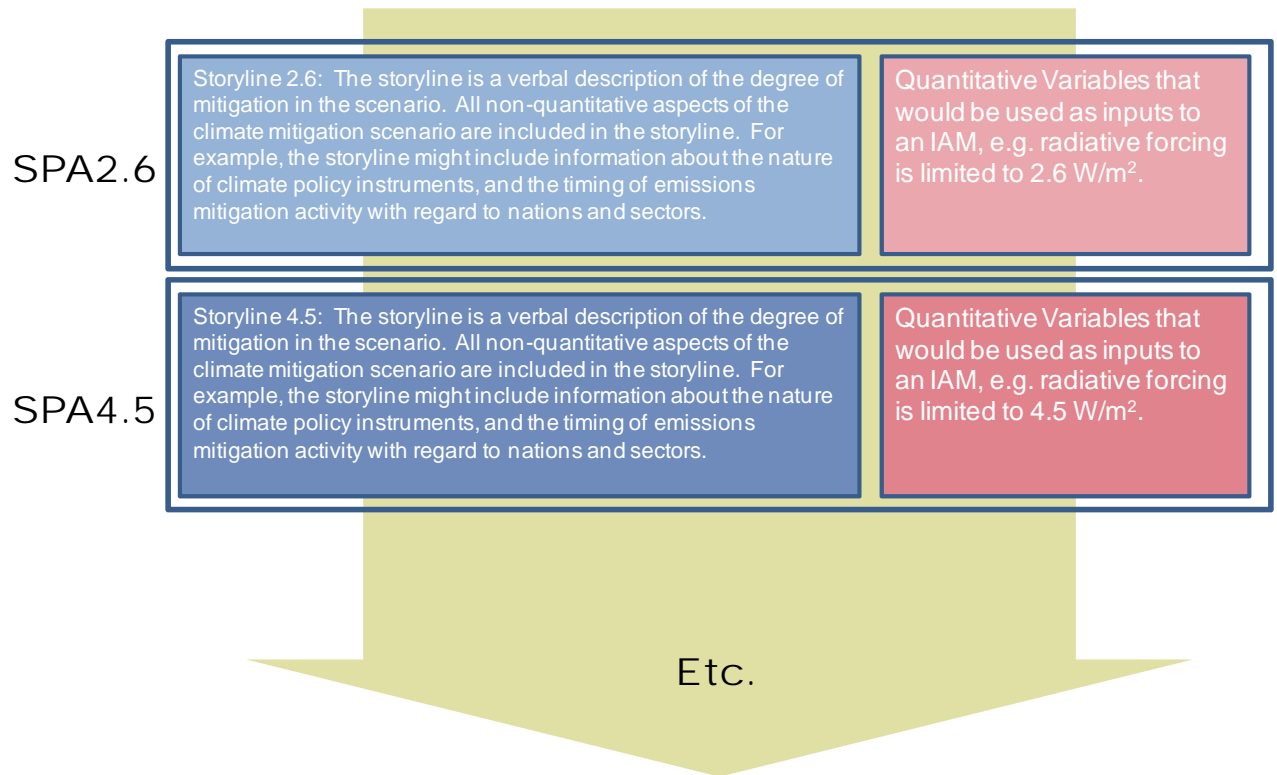 SPA2.6
Storyline 2.6:  The storyline is a verbal description of the degree of
mitigation in the scenario.  All non-quantitative aspects of the
climate mitigation scenario are included in the storyline.  For
example, the storyline might include information about the nature
of climate policy instruments, and the timing of emissions
mitigation activity with regard to nations and sectors.
Quantitative Variables that
would be used as inputs to
an IAM, e.g. radiative forcing
is limited to 2.6 W/m².
SPA4.5
Storyline 4.5:  The storyline is a verbal description of the degree of
mitigation in the scenario.  All non-quantitative aspects of the
climate mitigation scenario are included in the storyline.  For
example, the storyline might include information about the nature
of climate policy instruments, and the timing of emissions
mitigation activity with regard to nations and sectors.
Quantitative Variables that
would be used as inputs to
an IAM, e.g. radiative forcing
is limited to 4.5 W/m².
Etc.